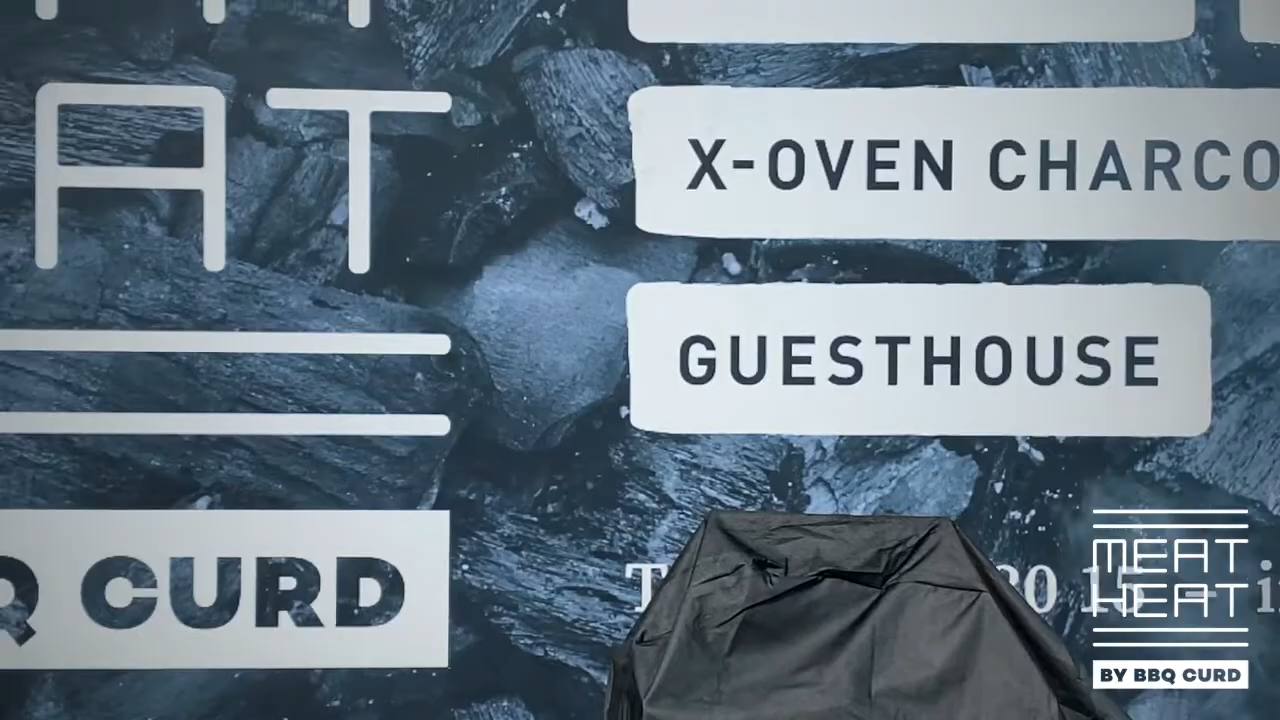 AT
Q CURD
X-OVEN CHARCO
GUESTHOUSE
MEAT
HEAT
BY BBQ CURD